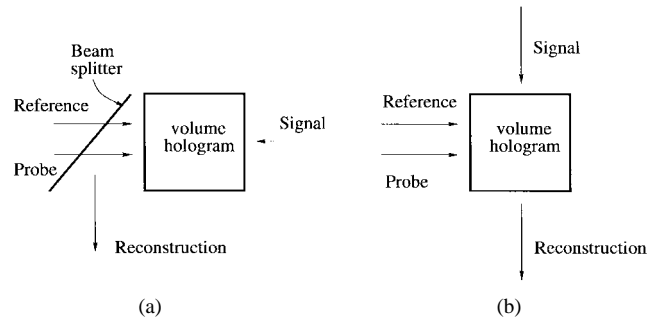 Beam
splitter
Reference
Probe
volume
hologram
Signal
Reconstruction
(a)
Signal
Reference
Probe
volume
hologram
Reconstruction
(b)